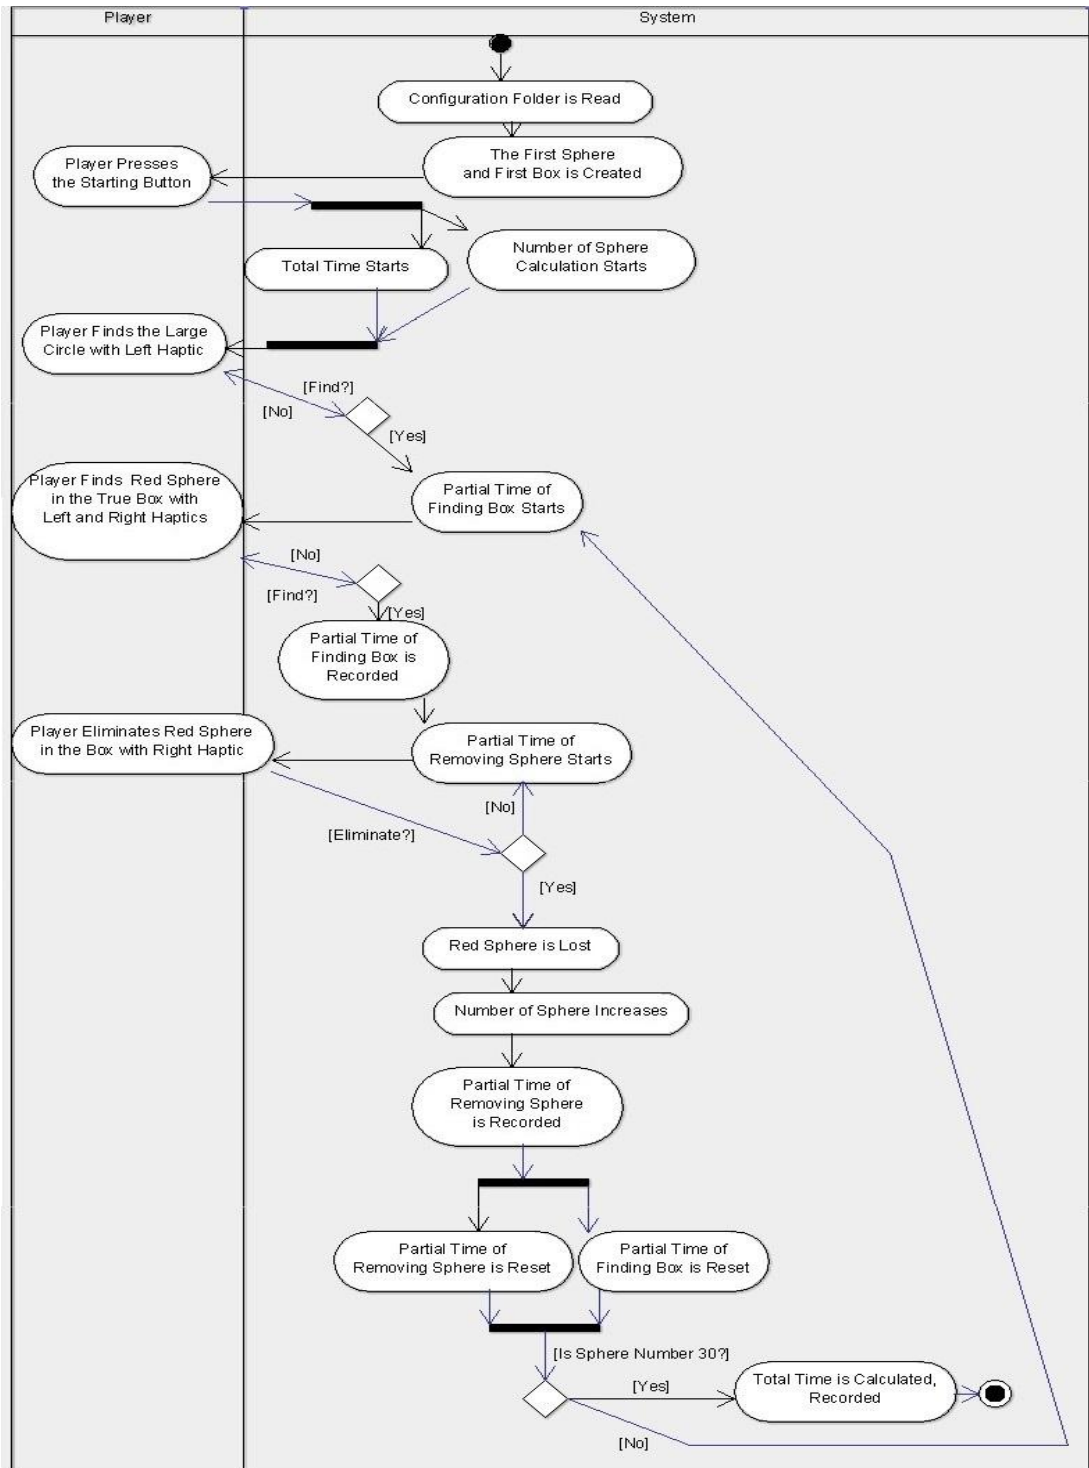 Player
System
Configuration Folder is Read
The First Sphere
and First Box is Created
Player Presses
the Starting Button
Number of Sphere
Calculation Starts
Total Time Starts
Player Finds the Large
Circle with Left Haptic
[Find?]
[No]
[Yes]
Player Finds Red Sphere
in the True Box with
Left and Right Haptics
Partial Time of
Finding Box Starts
[No]
[Find?]
[Yes]
Partial Time of
Finding Box is
Recorded
Player Eliminates Red Sphere
in the Box with Right Haptic
Partial Time of
Removing Sphere Starts
[No]
[Eliminate?]
[Yes]
Red Sphere is Lost
Number of Sphere Increases
Partial Time of
Removing Sphere
is Recorded
Partial Time of
Removing Sphere is Reset
Partial Time of
Finding Box is Reset
[Is Sphere Number 30?]
[Yes]
Total Time is Calculated,
Recorded
[No]